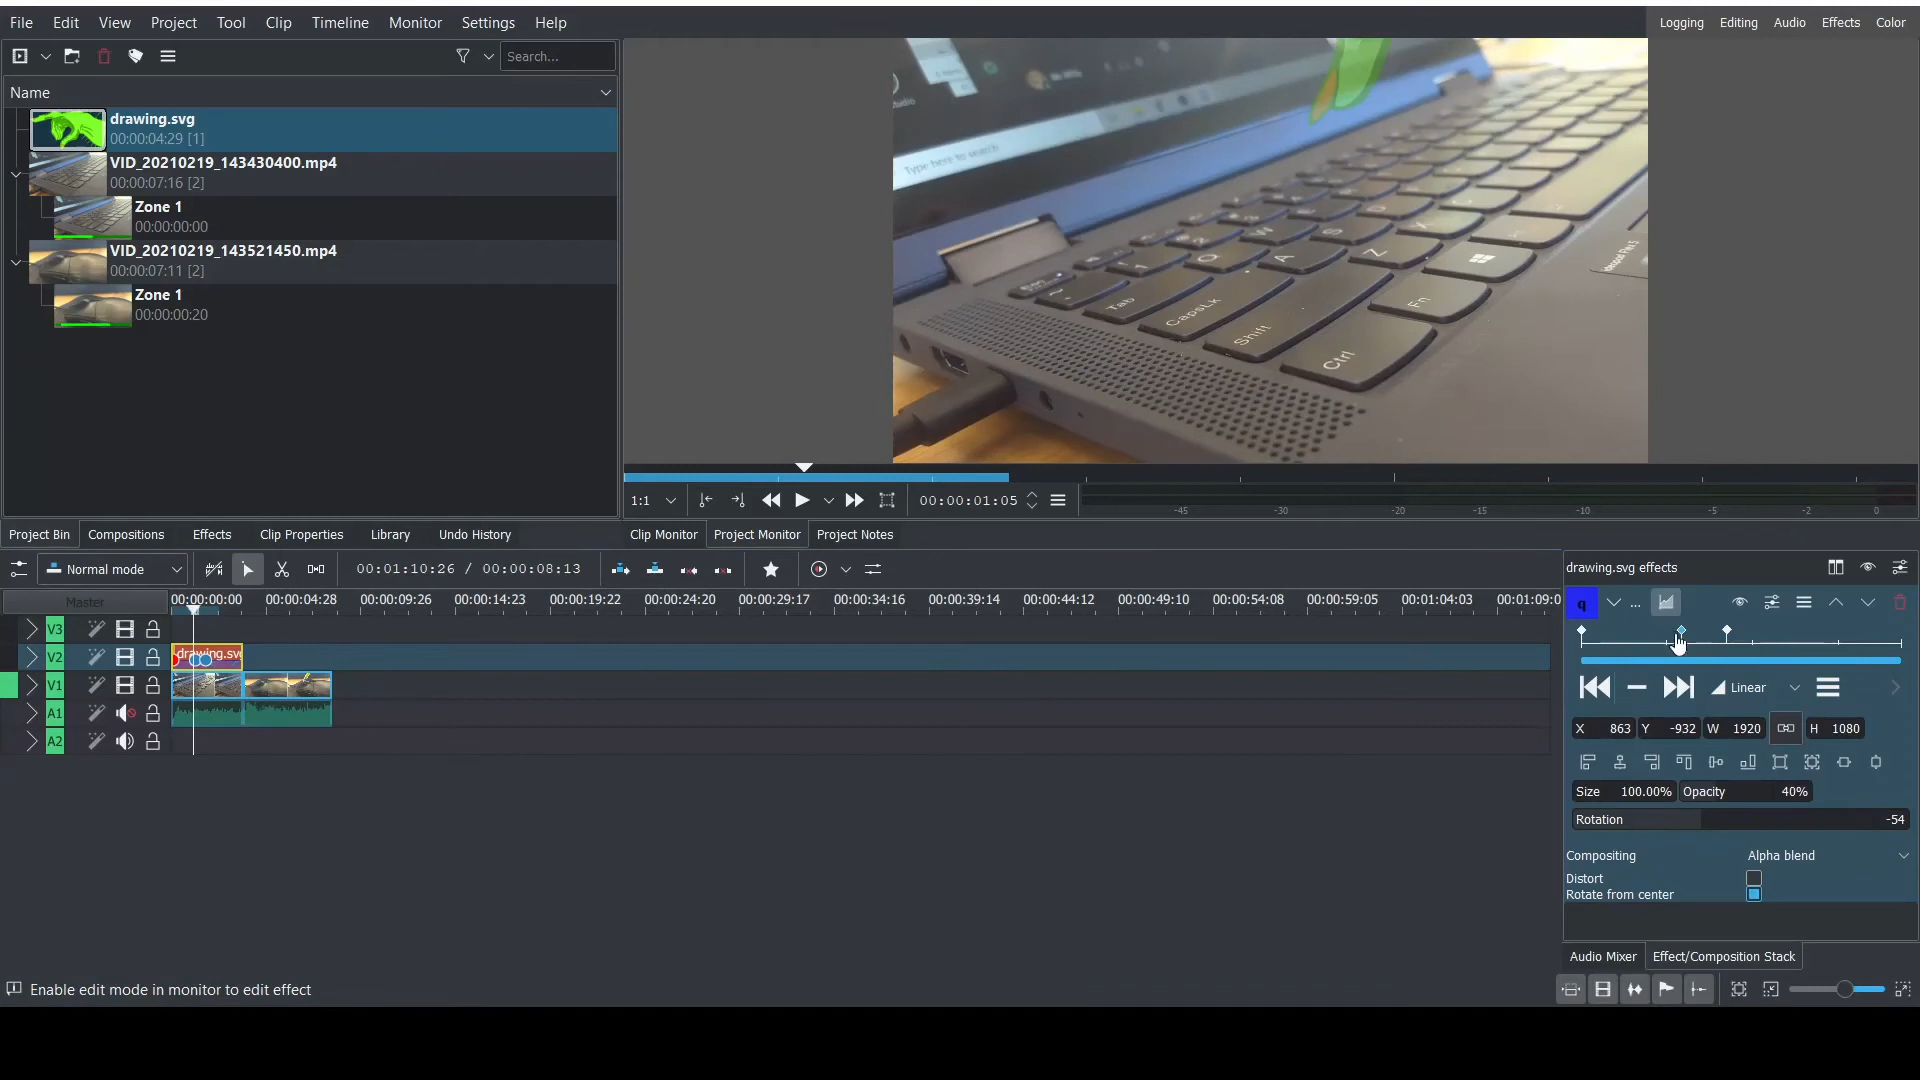 File Edit View Project Tool Clip Timeline Monitor Settings Help
Logging Editing Audio Effects Color
Search...
Name
drawing.svg
00:00:04:29 [1]
VID_20210219_143430400.mp4
00:00:07:16 [2]
Zone 1
00:00:00:00
VID_20210219_143521450.mp4
00:00:07:11 [2]
Zone 1
00:00:00:20
Type here to search
Tab
CapsLk
Shift
Ctrl
Fn
Q W S A Z X
1:1
00:00:01:05
-45 -30 -20 -15 -10 -5 -2 0
Project Bin Compositions Effects Clip Properties Library Undo History
Clip Monitor Project Monitor Project Notes
Normal mode
00:01:10:26 / 00:00:08:13
Master
00:00:00:00 00:00:04:28 00:00:09:26 00:00:14:23 00:00:19:22 00:00:24:20 00:00:29:17 00:00:34:16 00:00:39:14 00:00:44:12 00:00:49:10 00:00:54:08 00:00:59:05 00:01:04:03 00:01:09:0
V3
V2
drawing.sv
V1
A1
A2
drawing.svg effects
q ...
Linear
X 863 Y -932 W 1920 H 1080
Size 100.00% Opacity 40%
Rotation -54
Compositing Alpha blend
Distort
Rotate from center
Audio Mixer Effect/Composition Stack
Enable edit mode in monitor to edit effect